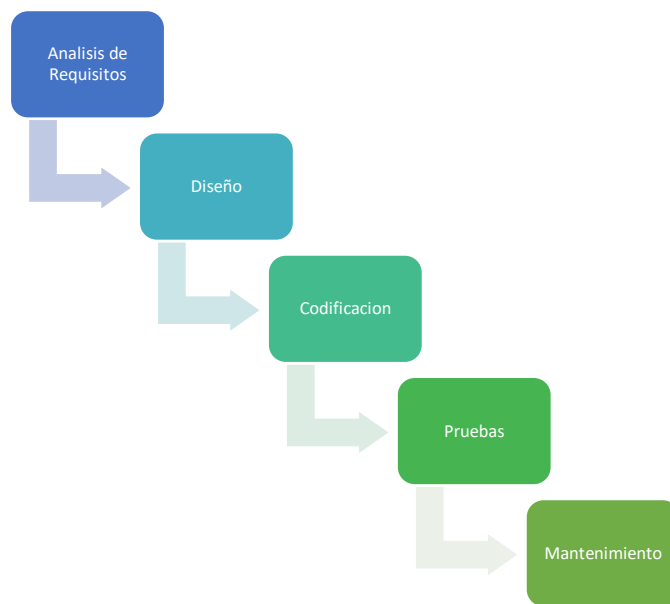 Analisis de
Requisitos
Diseño
Codificacion
Pruebas
Mantenimiento